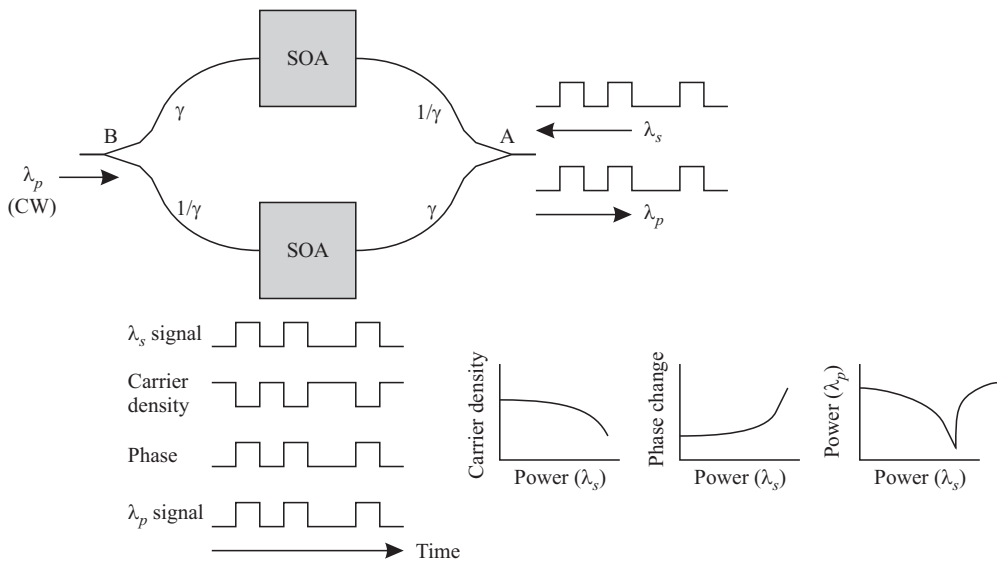 SOA
γ
1/γ
B
A
λs
λp
(CW)
λp
1/γ
γ
SOA
λs signal
Carrier
density
Phase
λp signal
Time
Carrier density
Power (λs)
Phase change
Power (λs)
Power (λp)
Power (λs)